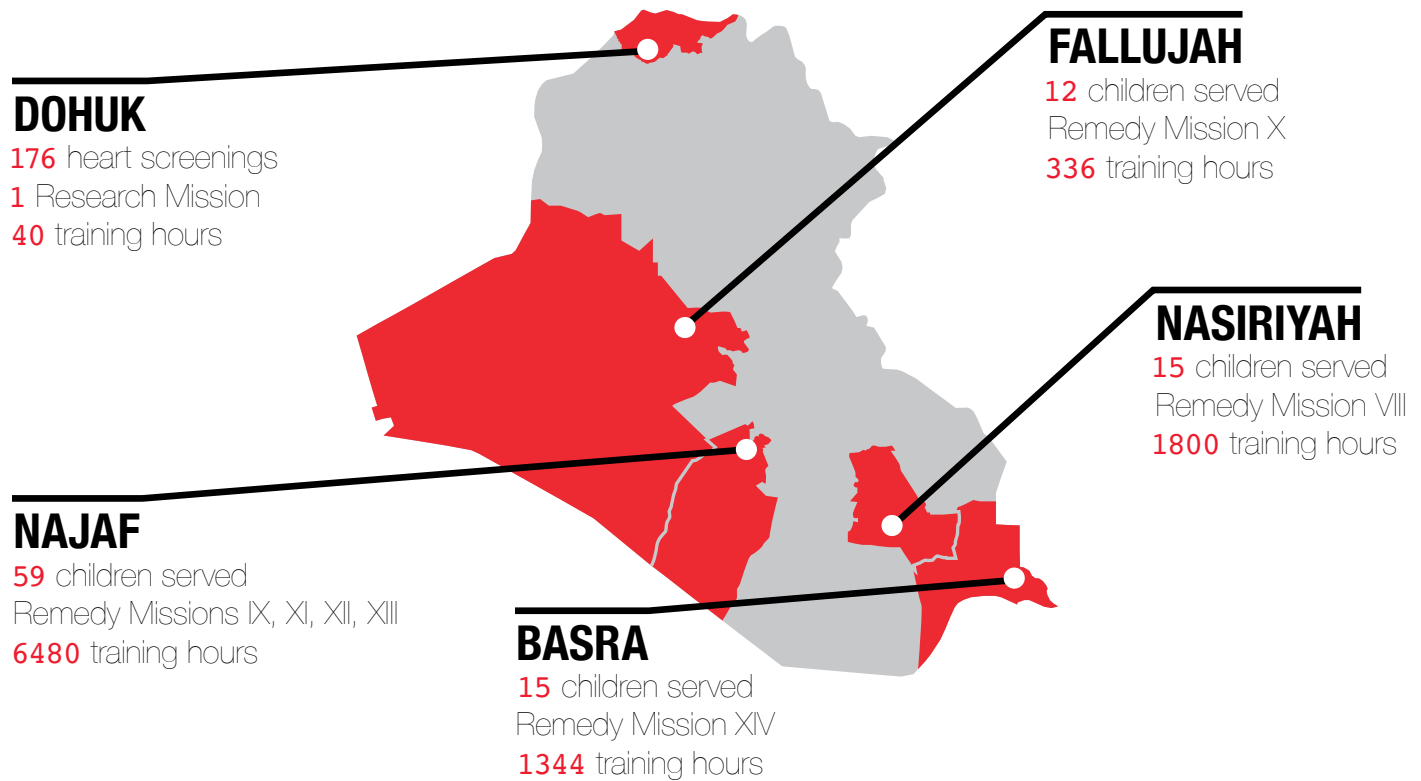 DOHUK
176 heart screenings
1 Research Mission
40 training hours
FALLUJAH
12 children served
Remedy Mission X
336 training hours
NASIRIYAH
15 children served
Remedy Mission VIII
1800 training hours
NAJAF
59 children served
Remedy Missions IX, XI, XII, XIII
6480 training hours
BASRA
15 children served
Remedy Mission XIV
1344 training hours